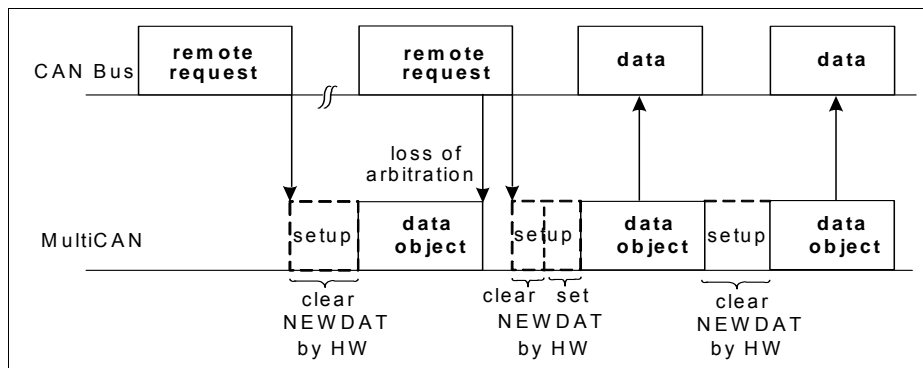 CAN Bus
remote
request
remote
request
data
data
loss of
arbitration
MultiCAN
setup
data
object
setup
data
object
setup
data
object
clear
NEWDAT
by HW
clear set
NEWDAT
by HW
clear
NEWDAT
by HW